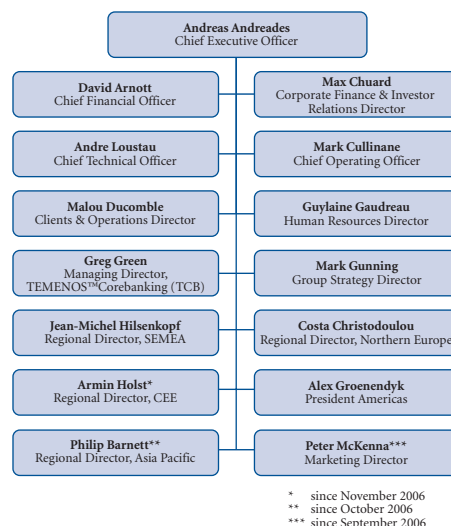 Andreas Andreades
Chief Executive Officer
David Arnott
Chief Financial Officer
Max Chuard
Corporate Finance & Investor
Relations Director
Andre Loustau
Chief Technical Officer
Mark Cullinane
Chief Operating Officer
Malou Ducomble
Clients & Operations Director
Guylaine Gaudreau
Human Resources Director
Greg Green
Managing Director,
TEMENOS™Corebanking (TCB)
Mark Gunning
Group Strategy Director
Jean-Michel Hilsenkopf
Regional Director, SEMEA
Costa Christodoulou
Regional Director, Northern Europe
Armin Holst*
Regional Director, CEE
Alex Groenendyk
President Americas
Philip Barnett**
Regional Director, Asia Pacific
Peter McKenna***
Marketing Director
* since November 2006
** since October 2006
*** since September 2006